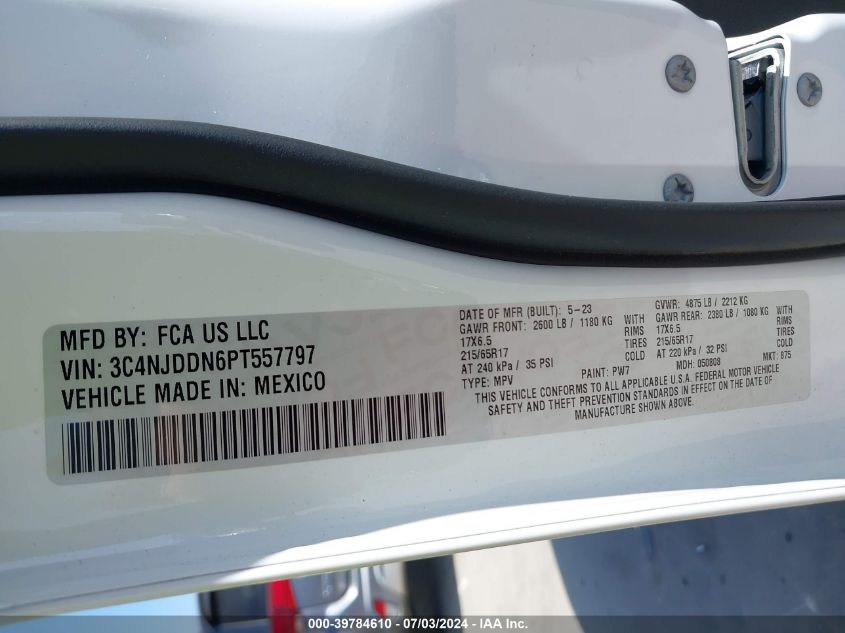 MFD BY: FCA US LLC
VIN: 3C4NJDDN6PT557797
VEHICLE MADE IN: MEXICO
DATE OF MFR (BUILT): 5-23
GVWR: 4875 LB / 2212 KG
GAWR FRONT: 2600 LB / 1180 KG WITH
GAWR REAR: 2380 LB / 1080 KG WITH
17X6.5 RIMS
17X6.5 RIMS
215/65R17 TIRES
215/65R17 TIRES
AT 240 kPa / 35 PSI COLD
AT 220 kPa / 32 PSI COLD
TYPE: MPV PAINT: PW7 MDH: 050808 MKT: 875
THIS VEHICLE CONFORMS TO ALL APPLICABLE U.S.A. FEDERAL MOTOR VEHICLE
SAFETY AND THEFT PREVENTION STANDARDS IN EFFECT ON THE DATE OF
MANUFACTURE SHOWN ABOVE.
000-39784610 - 07/03/2024 - IAA Inc.